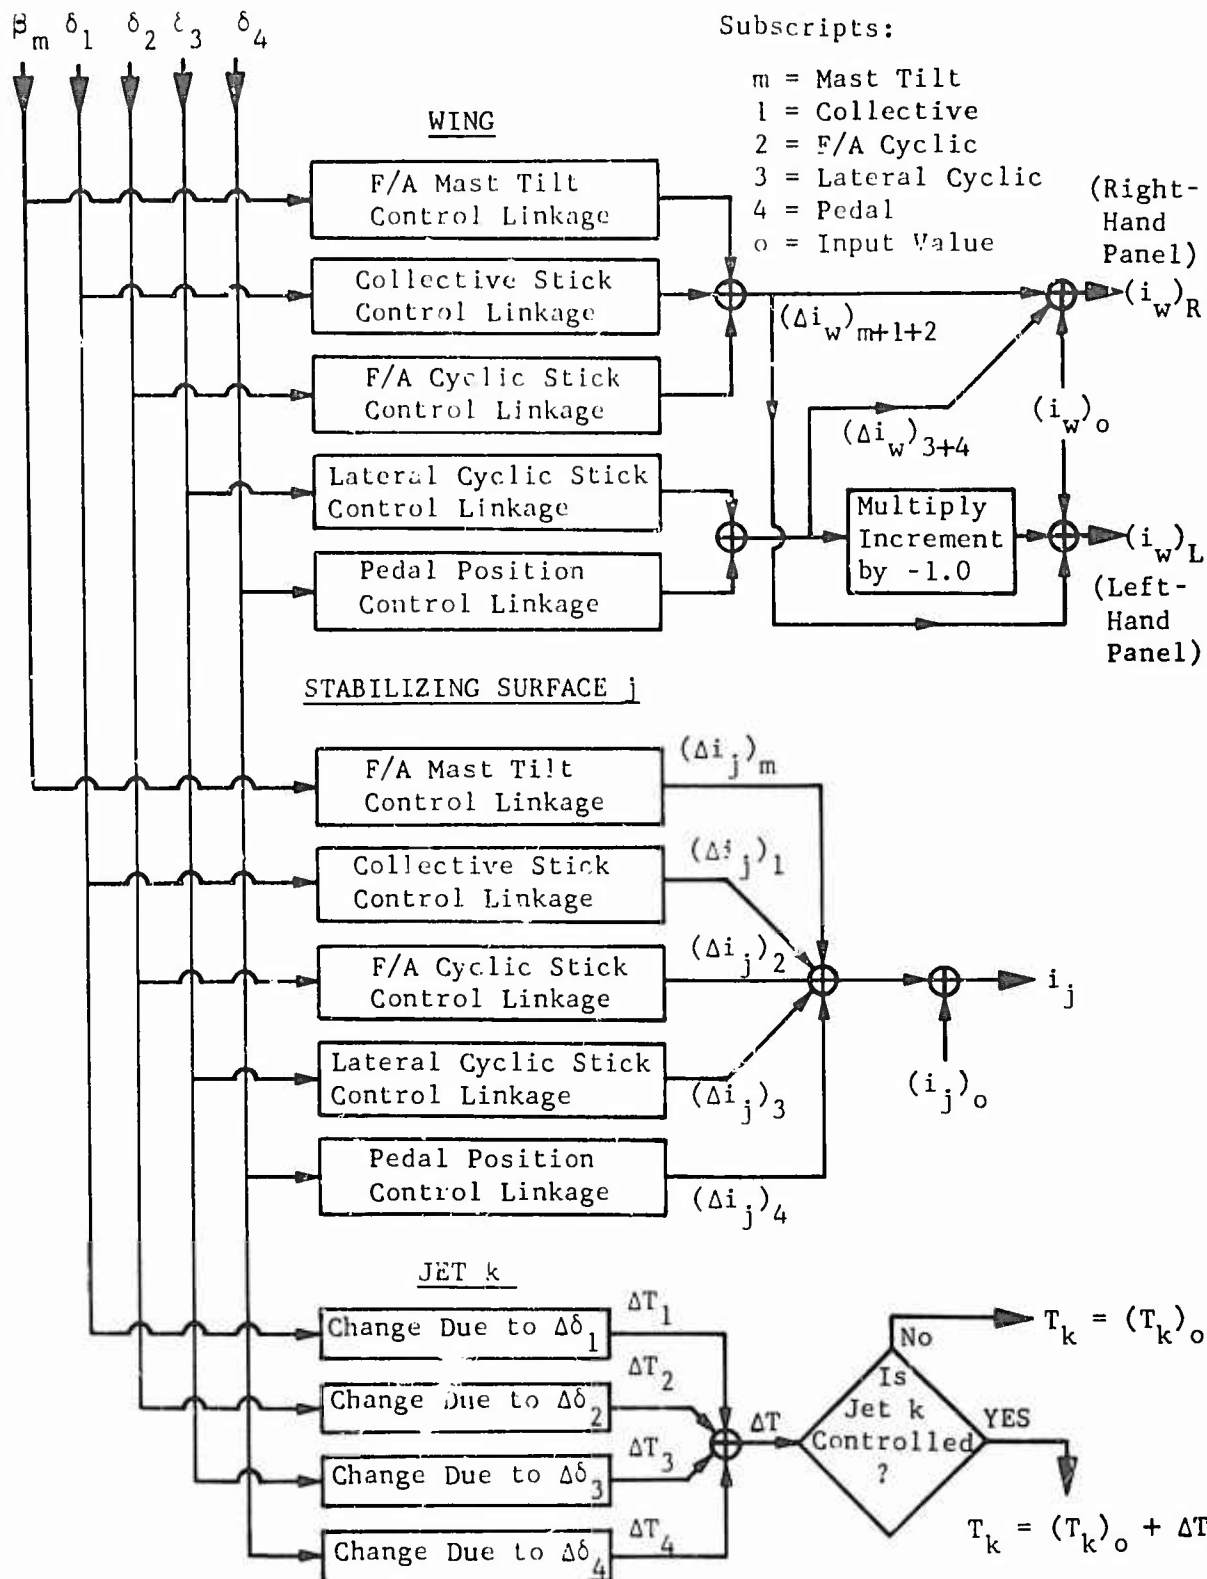 β_m δ_1 δ_2 ξ_3 δ_4
Subscripts:
m = Mast Tilt
1 = Collective
2 = F/A Cyclic
3 = Lateral Cyclic
4 = Pedal
o = Input Value
WING
F/A Mast Tilt
Control Linkage
Collective Stick
Control Linkage
F/A Cyclic Stick
Control Linkage
Lateral Cyclic Stick
Control Linkage
Pedal Position
Control Linkage
(Δi_w)_m+1+2
(Δi_w)_3+4
(i_w)_o
Multiply
Increment
by -1.0
(Right-
Hand
Panel)
(i_w)_R
(i_w)_L
(Left-
Hand
Panel)
STABILIZING SURFACE j
F/A Mast Tilt
Control Linkage
Collective Stick
Control Linkage
F/A Cyclic Stick
Control Linkage
Lateral Cyclic Stick
Control Linkage
Pedal Position
Control Linkage
(Δi_j)_m
(Δi_j)_1
(Δi_j)_2
(Δi_j)_3
(Δi_j)_4
i_j
(i_j)_o
JET k
Change Due to Δδ_1
Change Due to Δδ_2
Change Due to Δδ_3
Change Due to Δδ_4
ΔT_1
ΔT_2
ΔT_3
ΔT_4
ΔT
No
Is
Jet k
Controlled
?
YES
T_k = (T_k)_o
T_k = (T_k)_o + ΔT